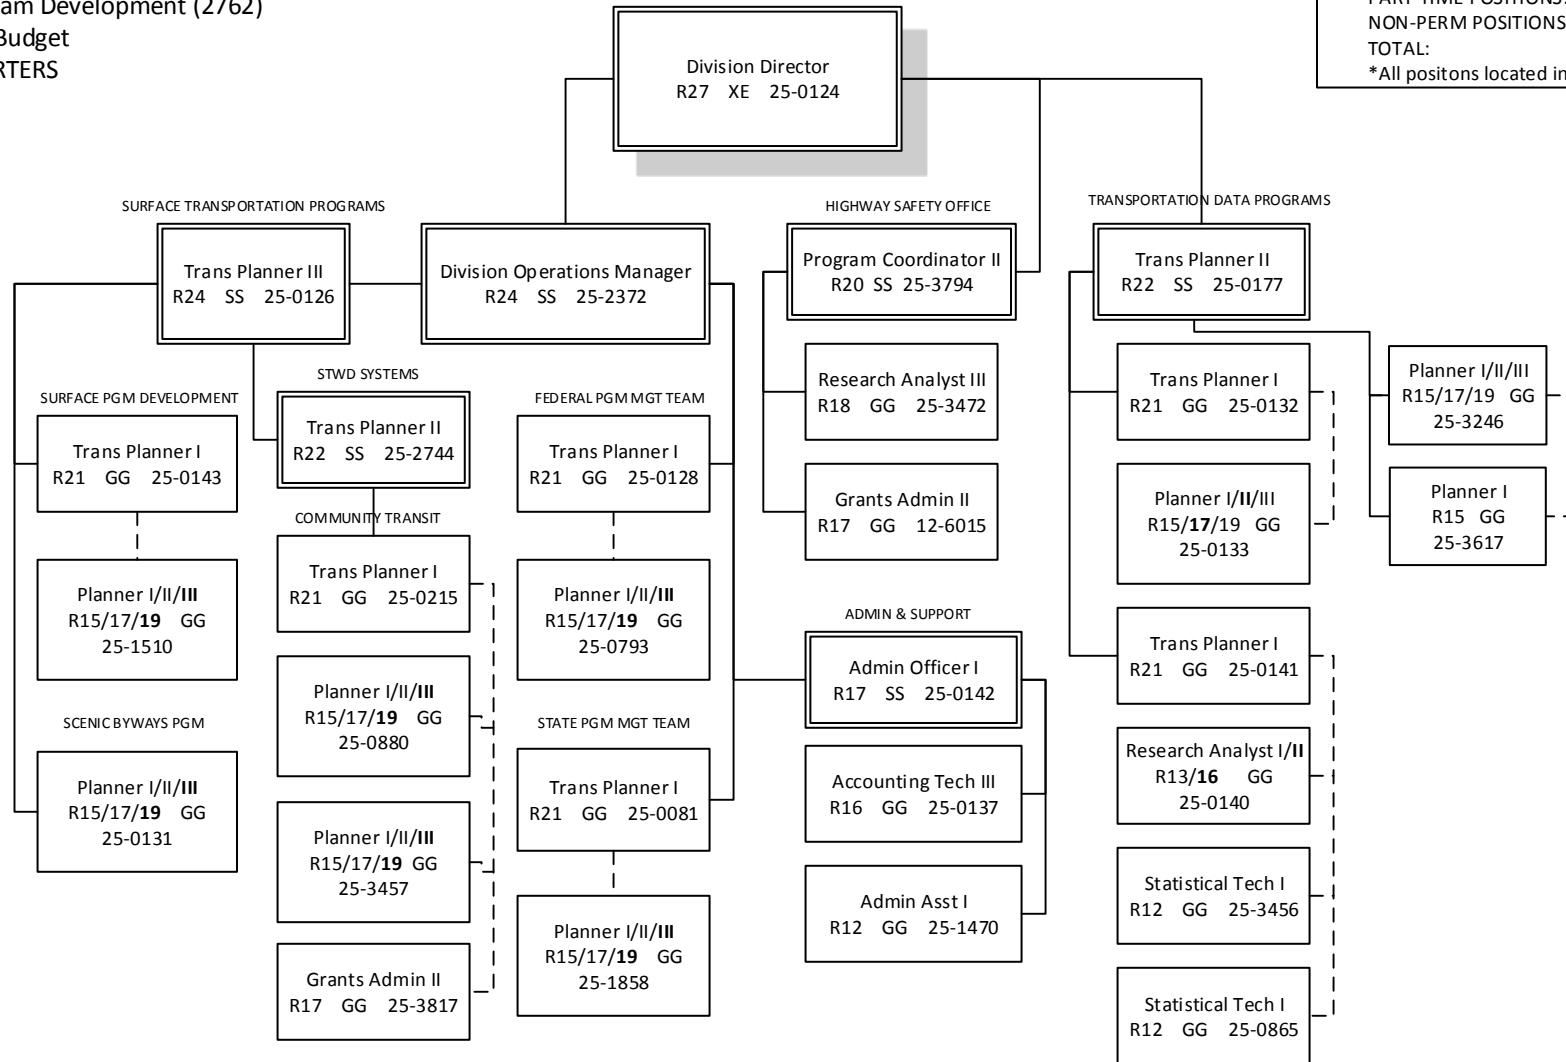 am Development (2762)
Budget
RTERS
NON-PERM POSITIONS
TOTAL:
*All positons located in
Division Director
R27 XE 25-0124
SURFACE TRANSPORTATION PROGRAMS
Trans Planner III
R24 SS 25-0126
Division Operations Manager
R24 SS 25-2372
HIGHWAY SAFETY OFFICE
Program Coordinator II
R20 SS 25-3794
TRANSPORTATION DATA PROGRAMS
Trans Planner II
R22 SS 25-0177
SURFACE PGM DEVELOPMENT
Trans Planner I
R21 GG 25-0143
Planner I/II/III
R15/17/19 GG
25-1510
SCENIC BYWAYS PGM
Planner I/II/III
R15/17/19 GG
25-0131
STWD SYSTEMS
Trans Planner II
R22 SS 25-2744
COMMUNITY TRANSIT
Trans Planner I
R21 GG 25-0215
Planner I/II/III
R15/17/19 GG
25-0880
Planner I/II/III
R15/17/19 GG
25-3457
Grants Admin II
R17 GG 25-3817
FEDERAL PGM MGT TEAM
Trans Planner I
R21 GG 25-0128
Planner I/II/III
R15/17/19 GG
25-0793
STATE PGM MGT TEAM
Trans Planner I
R21 GG 25-0081
Planner I/II/III
R15/17/19 GG
25-1858
Research Analyst III
R18 GG 25-3472
Grants Admin II
R17 GG 12-6015
ADMIN & SUPPORT
Admin Officer I
R17 SS 25-0142
Accounting Tech III
R16 GG 25-0137
Admin Asst I
R12 GG 25-1470
Trans Planner I
R21 GG 25-0132
Planner I/II/III
R15/17/19 GG
25-0133
Trans Planner I
R21 GG 25-0141
Research Analyst I/II
R13/16 GG
25-0140
Statistical Tech I
R12 GG 25-3456
Statistical Tech I
R12 GG 25-0865
Planner I/II/III
R15/17/19 GG
25-3246
Planner I
R15 GG
25-3617